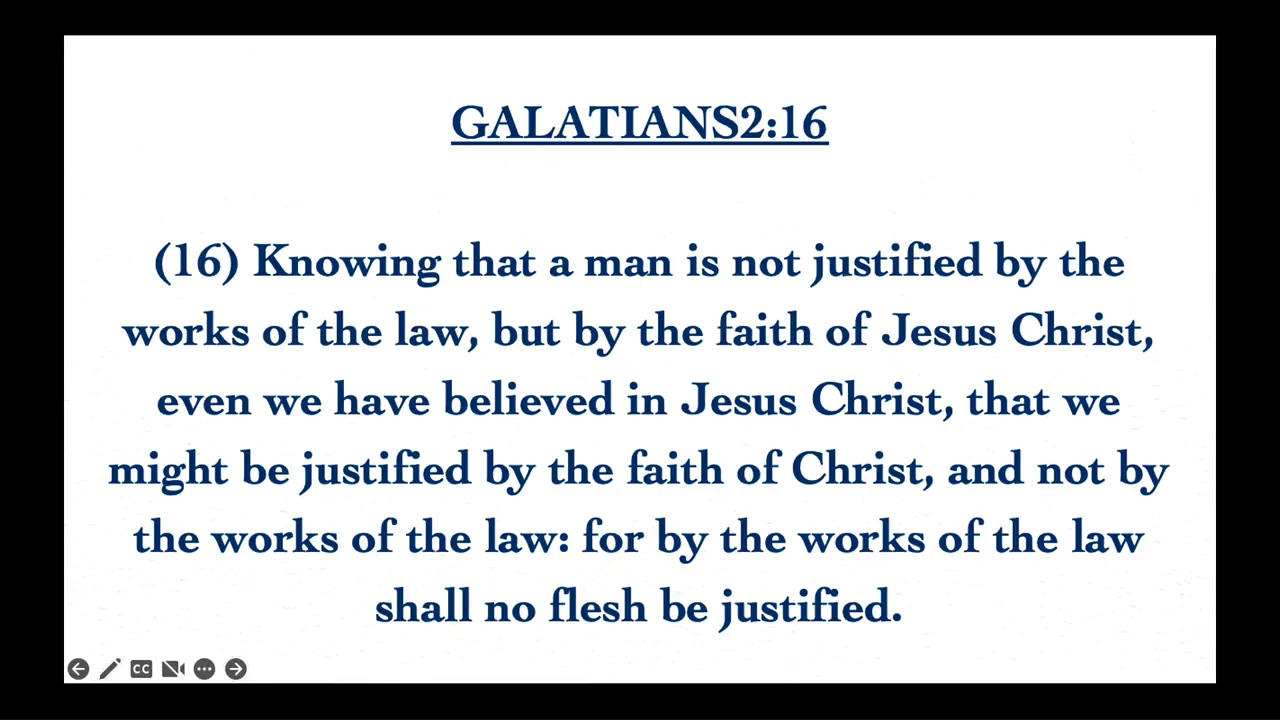 GALATIANS2:16
(16) Knowing that a man is not justified by the
works of the law, but by the faith of Jesus Christ,
even we have believed in Jesus Christ, that we
might be justified by the faith of Christ, and not by
the works of the law: for by the works of the law
shall no flesh be justified.
CC